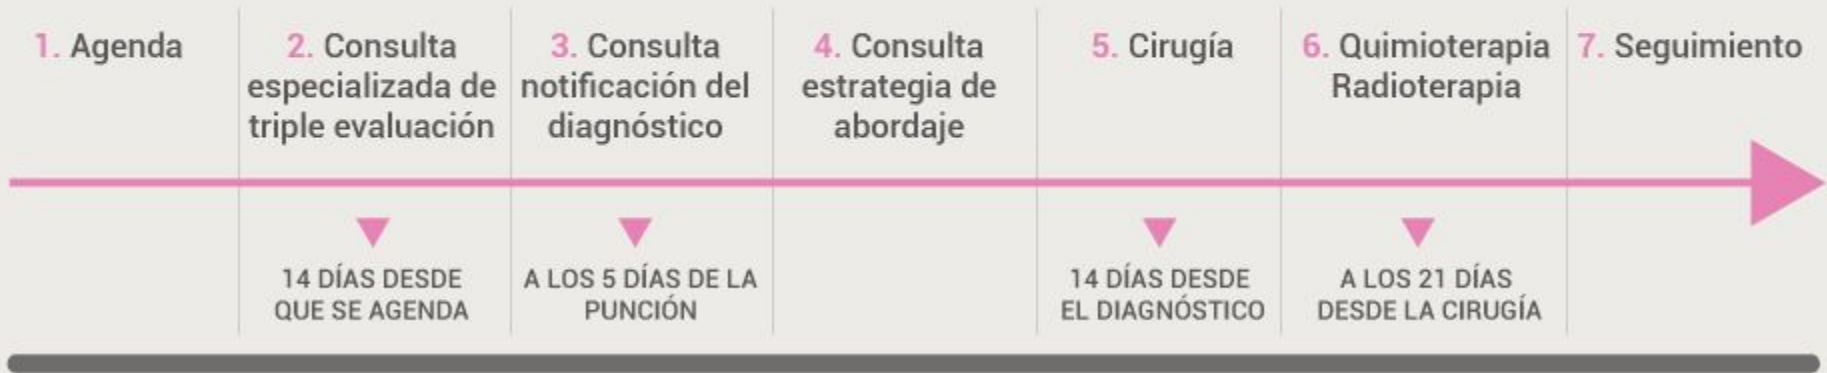 1. Agenda
2. Consulta
especializada de
triple evaluación
3. Consulta
notificación del
diagnóstico
4. Consulta
estrategia de
abordaje
5. Cirugía
6. Quimioterapia
Radioterapia
7. Seguimiento
14 DÍAS DESDE
QUE SE AGENDA
A LOS 5 DÍAS DE LA
PUNCIÓN
14 DÍAS DESDE
EL DIAGNÓSTICO
A LOS 21 DÍAS
DESDE LA CIRUGÍA